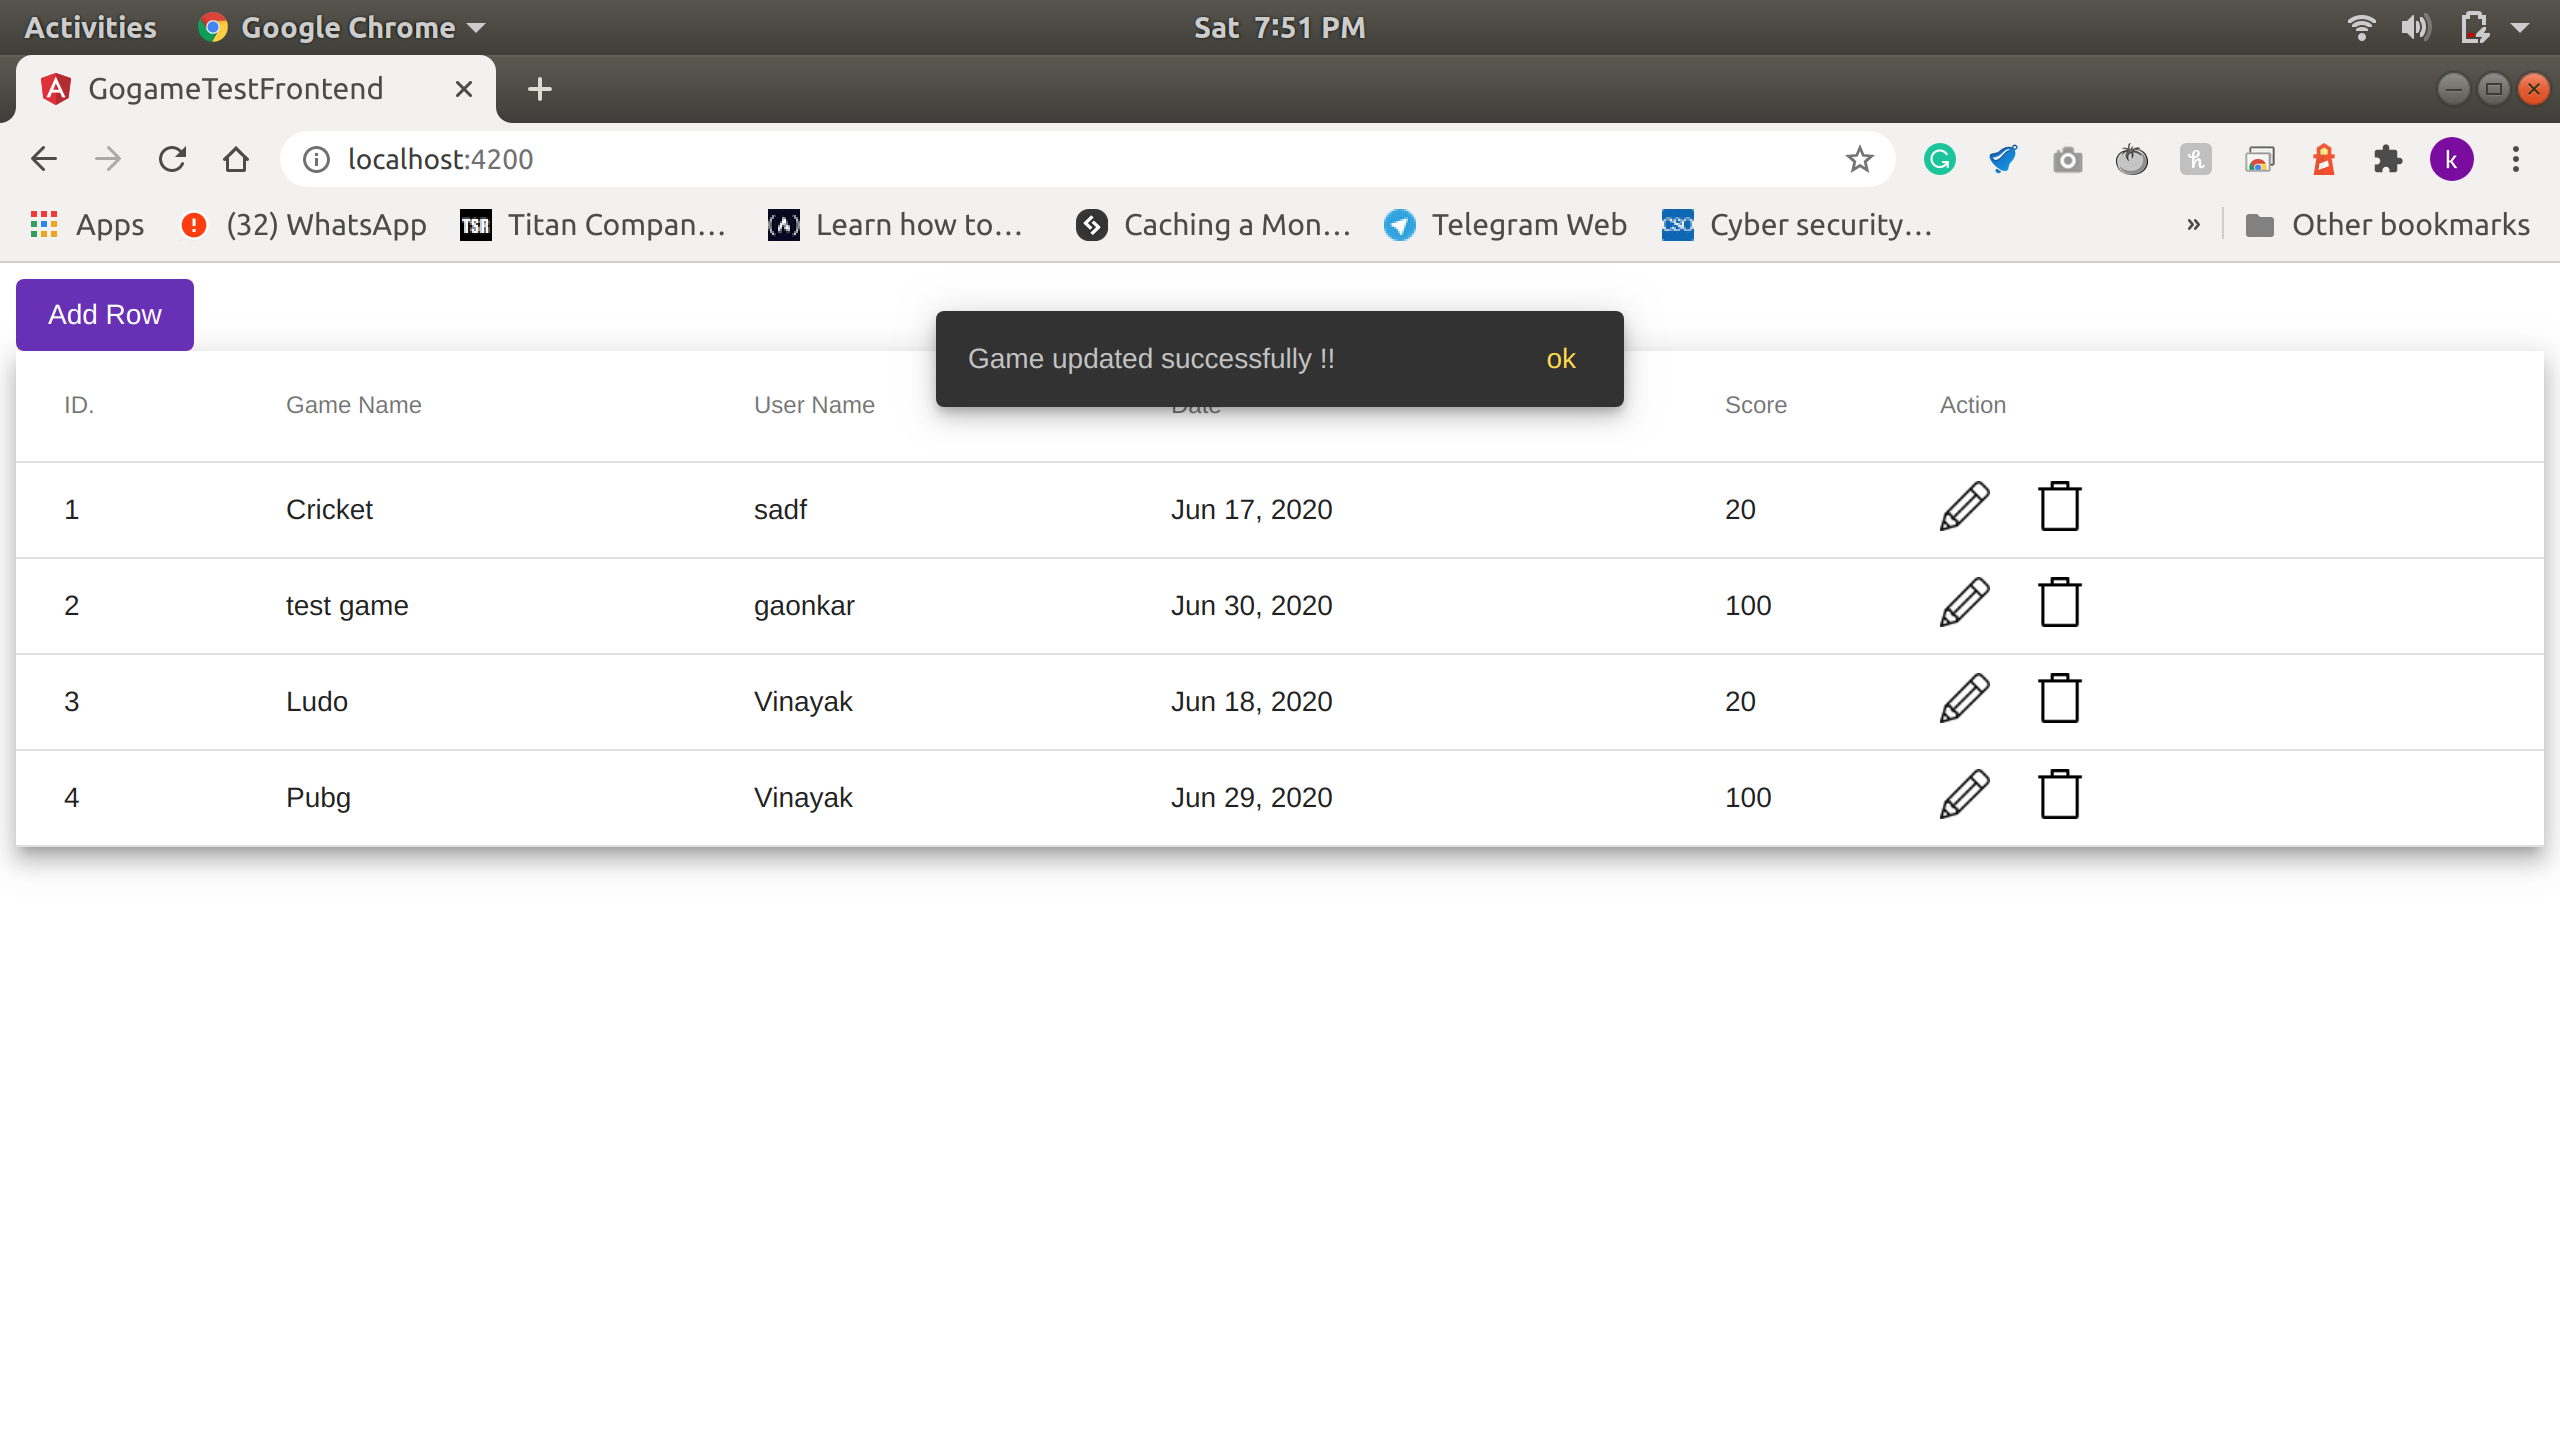 Activities Google Chrome Sat 7:51 PM
GogameTestFrontend
localhost:4200 k
Apps (32) WhatsApp TSR Titan Compan… Learn how to… Caching a Mon… Telegram Web CSO Cyber security… » Other bookmarks
Add Row
Game updated successfully !! ok
ID. Game Name User Name Date Score Action
1 Cricket sadf Jun 17, 2020 20
2 test game gaonkar Jun 30, 2020 100
3 Ludo Vinayak Jun 18, 2020 20
4 Pubg Vinayak Jun 29, 2020 100